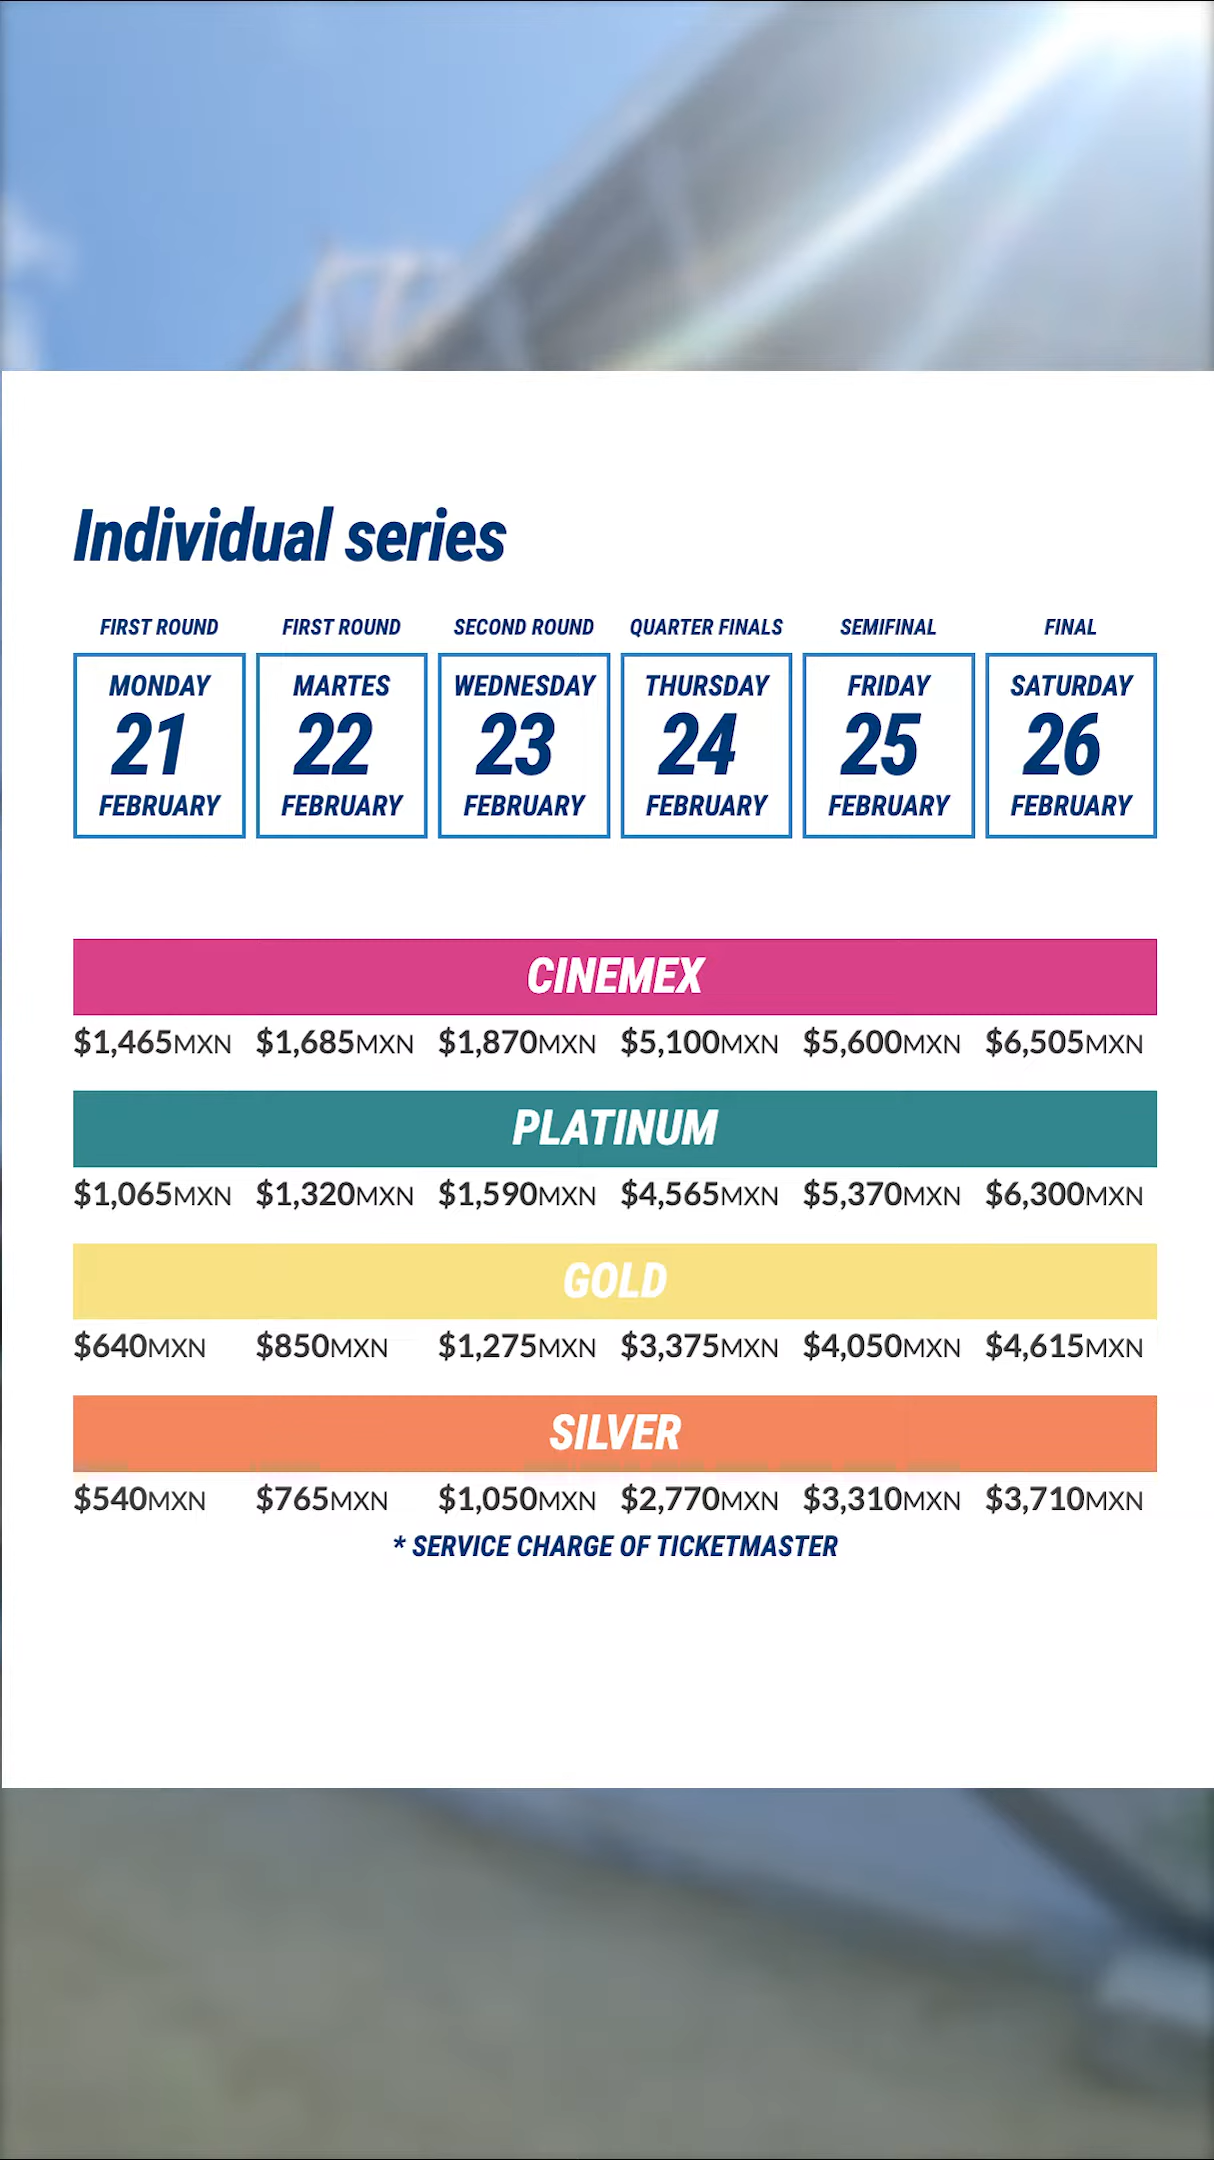 Individual series
FIRST ROUND FIRST ROUND SECOND ROUND QUARTER FINALS SEMIFINAL FINAL
MONDAY MARTES WEDNESDAY THURSDAY FRIDAY SATURDAY
21 22 23 24 25 26
FEBRUARY FEBRUARY FEBRUARY FEBRUARY FEBRUARY FEBRUARY
CINEMEX
$1,465MXN $1,685MXN $1,870MXN $5,100MXN $5,600MXN $6,505MXN
PLATINUM
$1,065MXN $1,320MXN $1,590MXN $4,565MXN $5,370MXN $6,300MXN
GOLD
$640MXN $850MXN $1,275MXN $3,375MXN $4,050MXN $4,615MXN
SILVER
$540MXN $765MXN $1,050MXN $2,770MXN $3,310MXN $3,710MXN
* SERVICE CHARGE OF TICKETMASTER